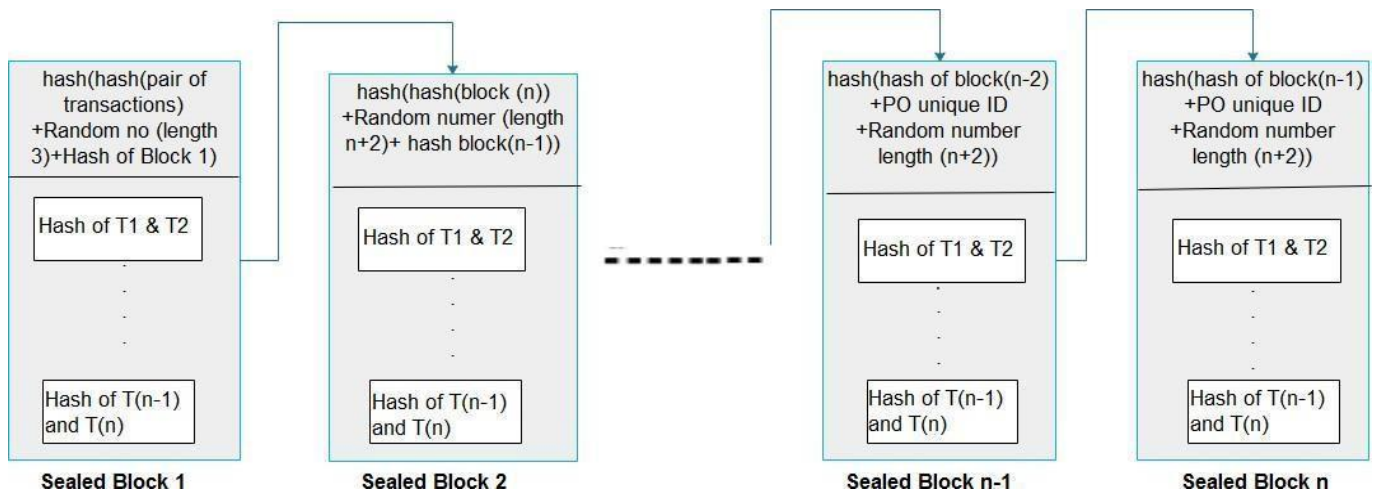 hash(hash(pair of
transactions)
+Random no (length
3)+Hash of Block 1)
Hash of T1 & T2
Hash of T(n-1)
and T(n)
Sealed Block 1
hash(hash(block (n))
+Random numer (length
n+2)+ hash block(n-1))
Hash of T1 & T2
Hash of T(n-1)
and T(n)
Sealed Block 2
hash(hash of block(n-2)
+PO unique ID
+Random number
length (n+2))
Hash of T1 & T2
Hash of T(n-1)
and T(n)
Sealed Block n-1
hash(hash of block(n-1)
+PO unique ID
+Random number
length (n+2))
Hash of T1 & T2
Hash of T(n-1)
and T(n)
Sealed Block n